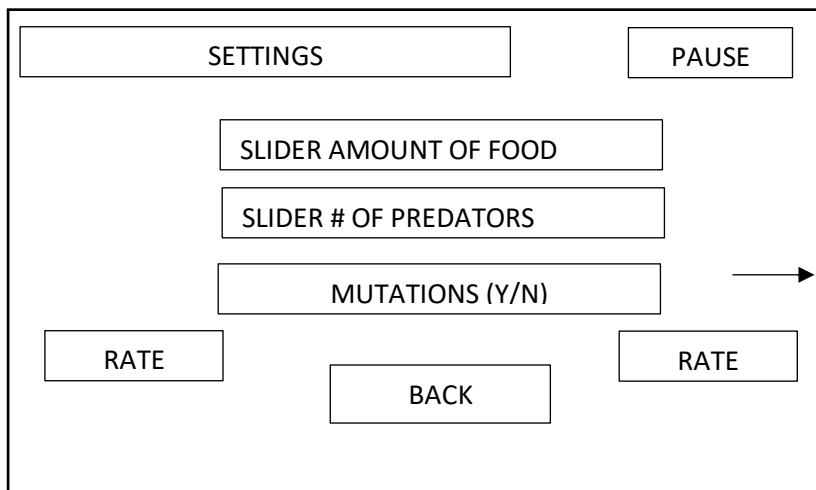 SETTINGS
PAUSE
SLIDER AMOUNT OF FOOD
SLIDER # OF PREDATORS
MUTATIONS (Y/N)
RATE
RATE
BACK